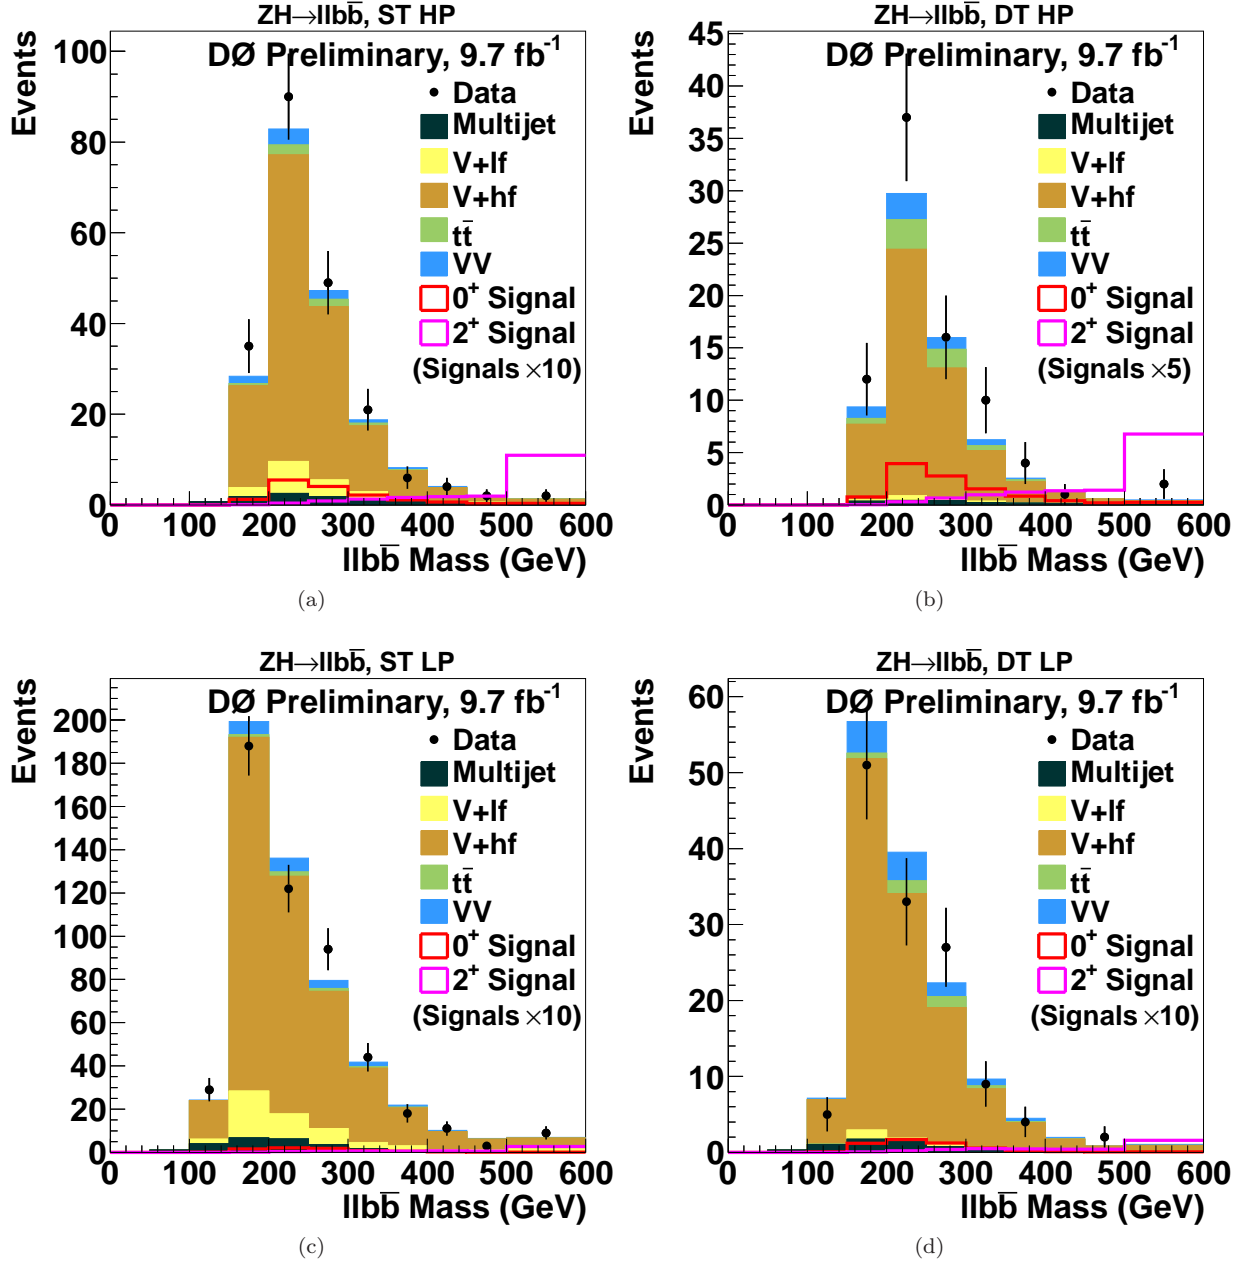 ZH→llbb̄, ST HP
Events
DØ Preliminary, 9.7 fb⁻¹
Data
Multijet
V+lf
V+hf
tt̄
VV
0⁺ Signal
2⁺ Signal
(Signals ×10)
100
80
60
40
20
0
0 100 200 300 400 500 600
llbb̄ Mass (GeV)
(a)
ZH→llbb̄, DT HP
Events
DØ Preliminary, 9.7 fb⁻¹
Data
Multijet
V+lf
V+hf
tt̄
VV
0⁺ Signal
2⁺ Signal
(Signals ×5)
45
40
35
30
25
20
15
10
5
0
0 100 200 300 400 500 600
llbb̄ Mass (GeV)
(b)
ZH→llbb̄, ST LP
Events
DØ Preliminary, 9.7 fb⁻¹
Data
Multijet
V+lf
V+hf
tt̄
VV
0⁺ Signal
2⁺ Signal
(Signals ×10)
200
180
160
140
120
100
80
60
40
20
0
0 100 200 300 400 500 600
llbb̄ Mass (GeV)
(c)
ZH→llbb̄, DT LP
Events
DØ Preliminary, 9.7 fb⁻¹
Data
Multijet
V+lf
V+hf
tt̄
VV
0⁺ Signal
2⁺ Signal
(Signals ×10)
60
50
40
30
20
10
0
0 100 200 300 400 500 600
llbb̄ Mass (GeV)
(d)